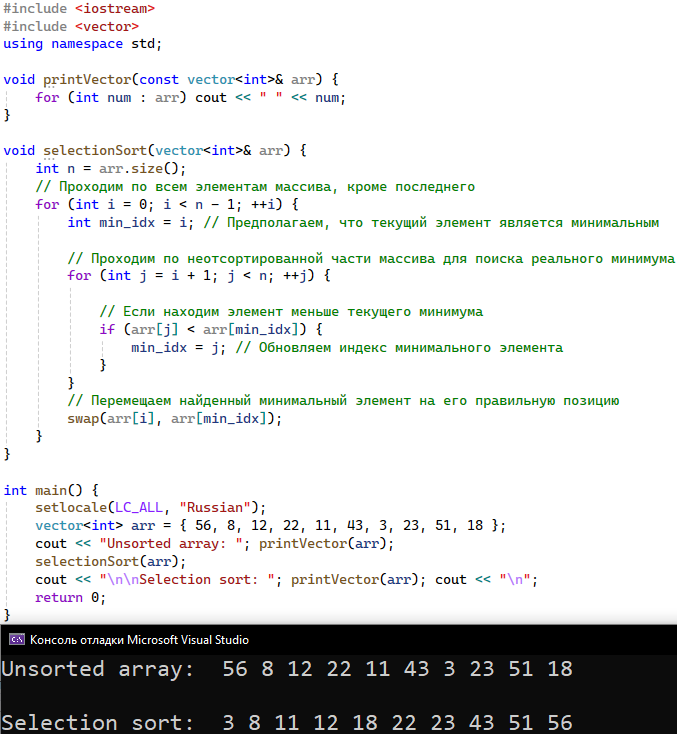 #include <iostream>
#include <vector>
using namespace std;

void printVector(const vector<int>& arr) {
    for (int num : arr) cout << " " << num;
}

void selectionSort(vector<int>& arr) {
    int n = arr.size();
    // Проходим по всем элементам массива, кроме последнего
    for (int i = 0; i < n - 1; ++i) {
        int min_idx = i; // Предполагаем, что текущий элемент является минимальным

        // Проходим по неотсортированной части массива для поиска реального минимума
        for (int j = i + 1; j < n; ++j) {

            // Если находим элемент меньше текущего минимума
            if (arr[j] < arr[min_idx]) {
                min_idx = j; // Обновляем индекс минимального элемента
            }
        }
        // Перемещаем найденный минимальный элемент на его правильную позицию
        swap(arr[i], arr[min_idx]);
    }
}

int main() {
    setlocale(LC_ALL, "Russian");
    vector<int> arr = { 56, 8, 12, 22, 11, 43, 3, 23, 51, 18 };
    cout << "Unsorted array: "; printVector(arr);
    selectionSort(arr);
    cout << "\n\nSelection sort: "; printVector(arr); cout << "\n";
    return 0;
}
Консоль отладки Microsoft Visual Studio
Unsorted array:  56 8 12 22 11 43 3 23 51 18

Selection sort:  3 8 11 12 18 22 23 43 51 56